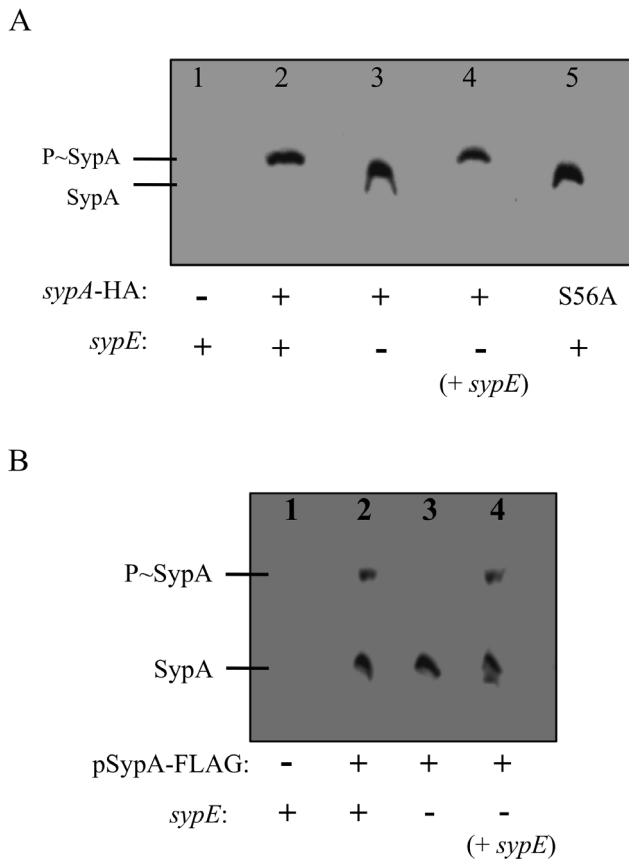 A
1 2 3 4 5
P~SypA
SypA
sypA-HA: - + + + S56A
sypE: + + - - +
(+ sypE)
B
1 2 3 4
P~SypA
SypA
pSypA-FLAG: - + + +
sypE: + + - -
(+ sypE)